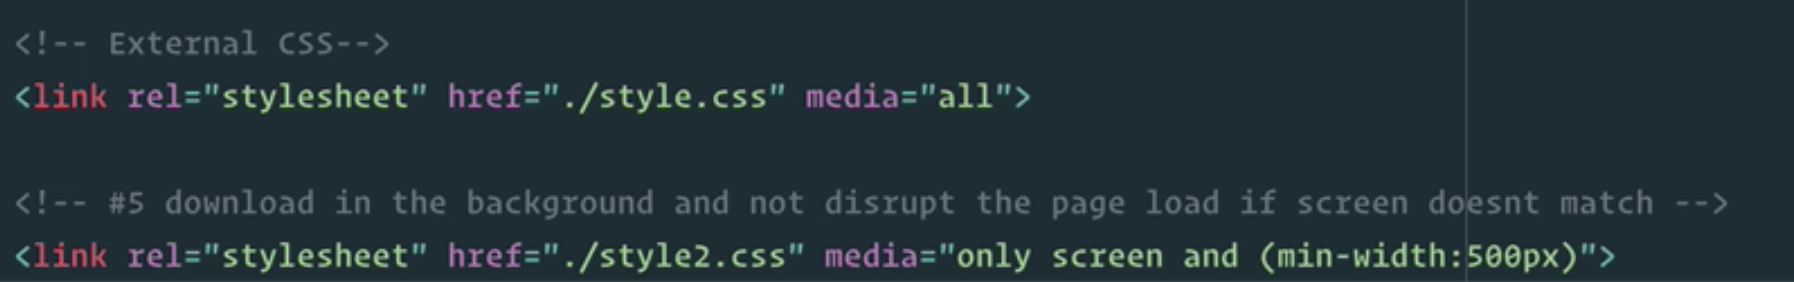 <!-- External CSS-->
<link rel="stylesheet" href="./style.css" media="all">
<!-- #5 download in the background and not disrupt the page load if screen doesnt match -->
<link rel="stylesheet" href="./style2.css" media="only screen and (min-width:500px)">